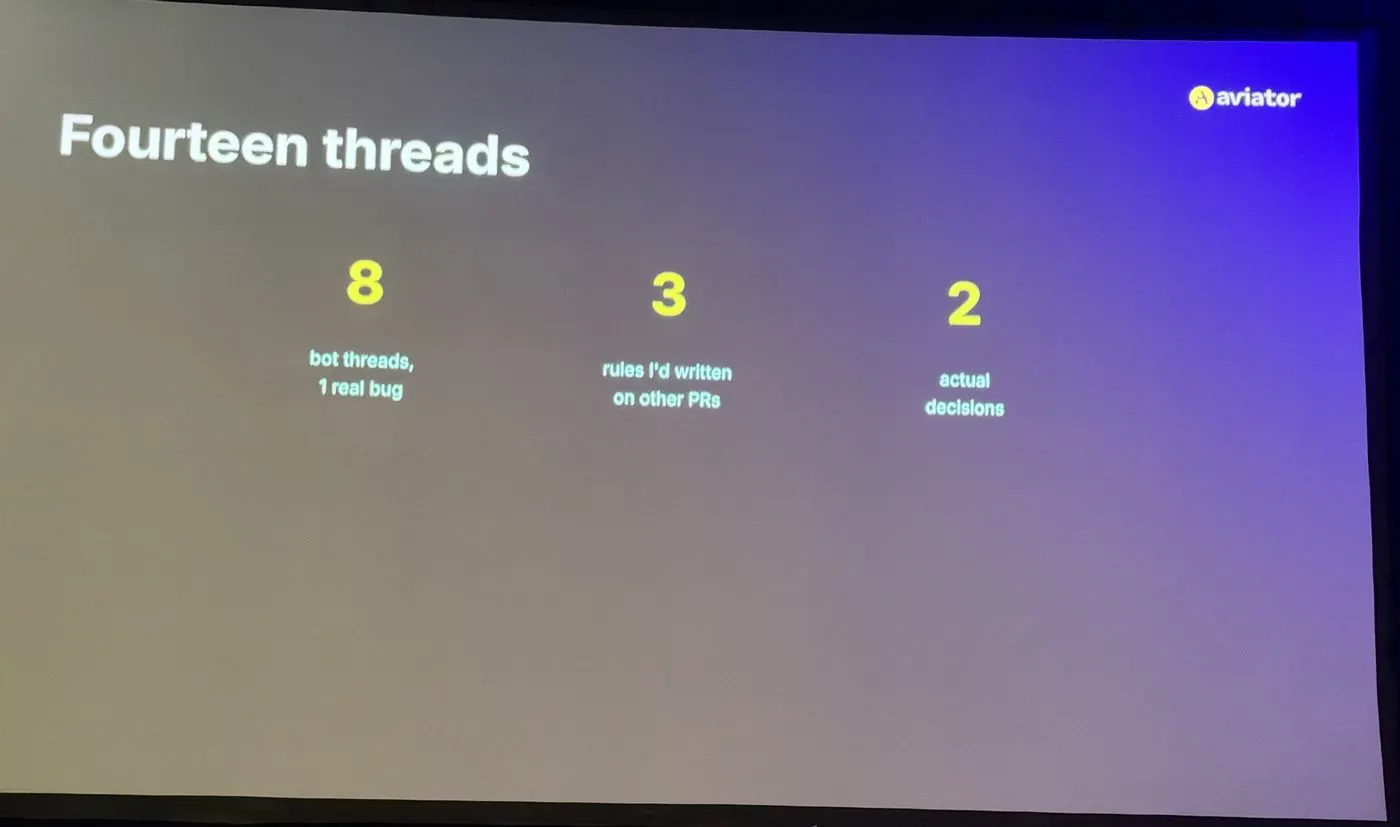 aviator
Fourteen threads
8
bot threads,
1 real bug
3
rules I'd written
on other PRs
2
actual
decisions